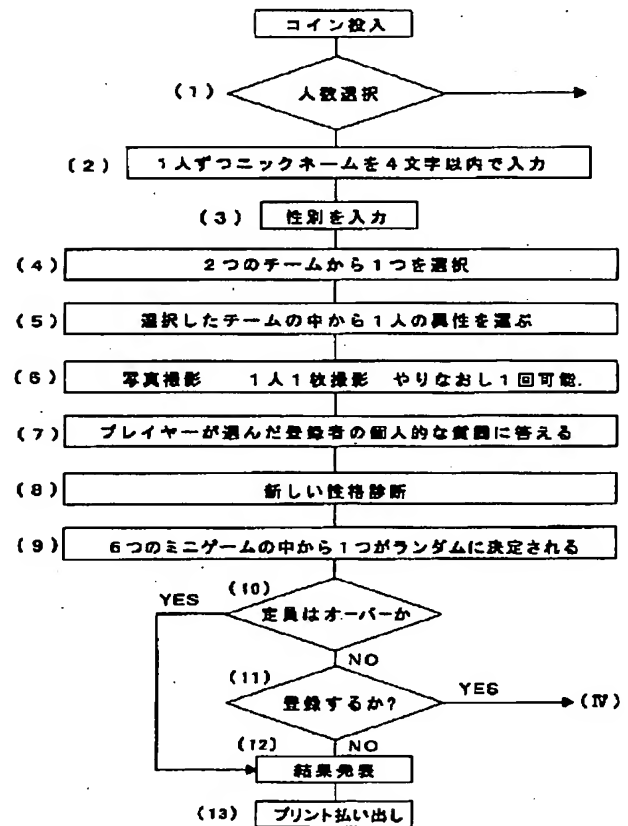 コイン投入
(1) 人数選択
(2) 1人ずつニックネームを4文字以内で入力
(3) 性別を入力
(4) 2つのチームから1つを選択
(5) 選択したチームの中から1人の異性を選ぶ
(6) 写真撮影 1人1枚撮影 やりなおし1回可能.
(7) プレイヤーが選んだ登録者の個人的な質問に答える
(8) 新しい性格診断
(9) 6つのミニゲームの中から1つがランダムに決定される
(10)
YES 定員はオーバーか
NO
(11) YES
登録するか? (Ⅳ)
(12) NO
結果発表
(13) プリント払い出し